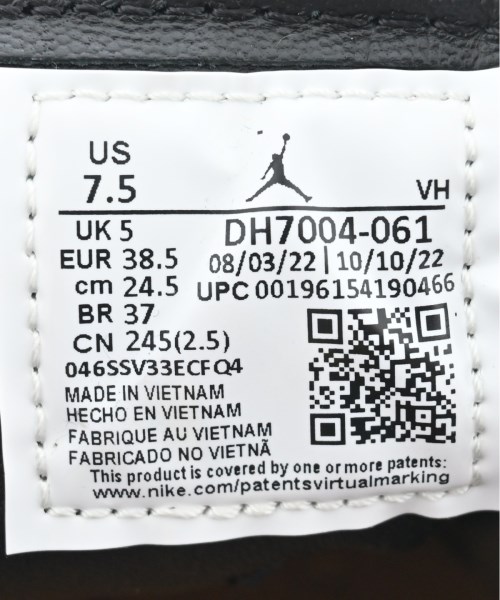 US
7.5
VH
UK 5
DH7004-061
EUR 38.5
08/03/22 | 10/10/22
cm 24.5
UPC 00196154190466
BR 37
CN 245(2.5)
046SSV33ECFQ4
MADE IN VIETNAM
HECHO EN VIETNAM
FABRIQUE AU VIETNAM
FABRICADO NO VIETNÃ
This product is covered by one or more patents:
www.nike.com/patentsvirtualmarking